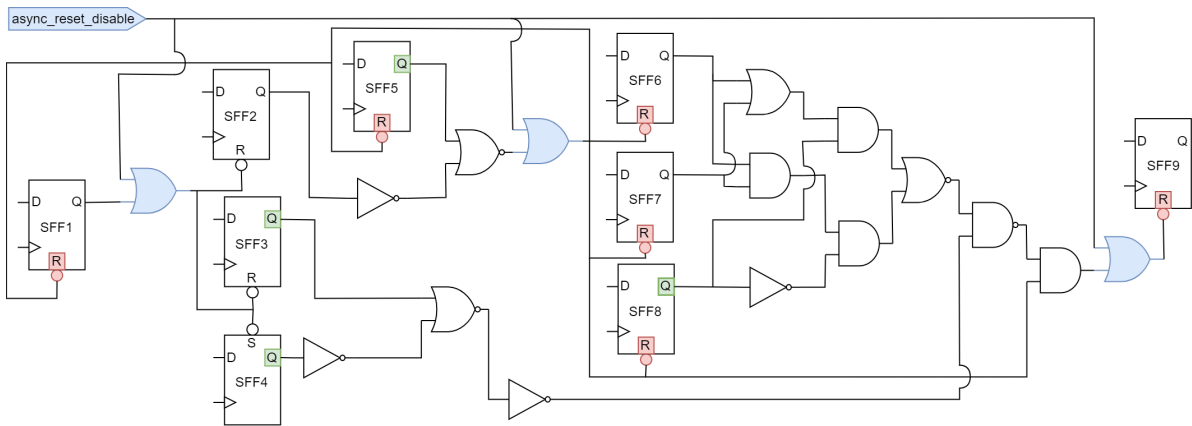 async_reset_disable
D Q
SFF1
R
D Q
SFF2
R
D Q
SFF3
R
S
D Q
SFF4
D Q
SFF5
R
D Q
SFF6
R
D Q
SFF7
R
D Q
SFF8
R
D Q
SFF9
R